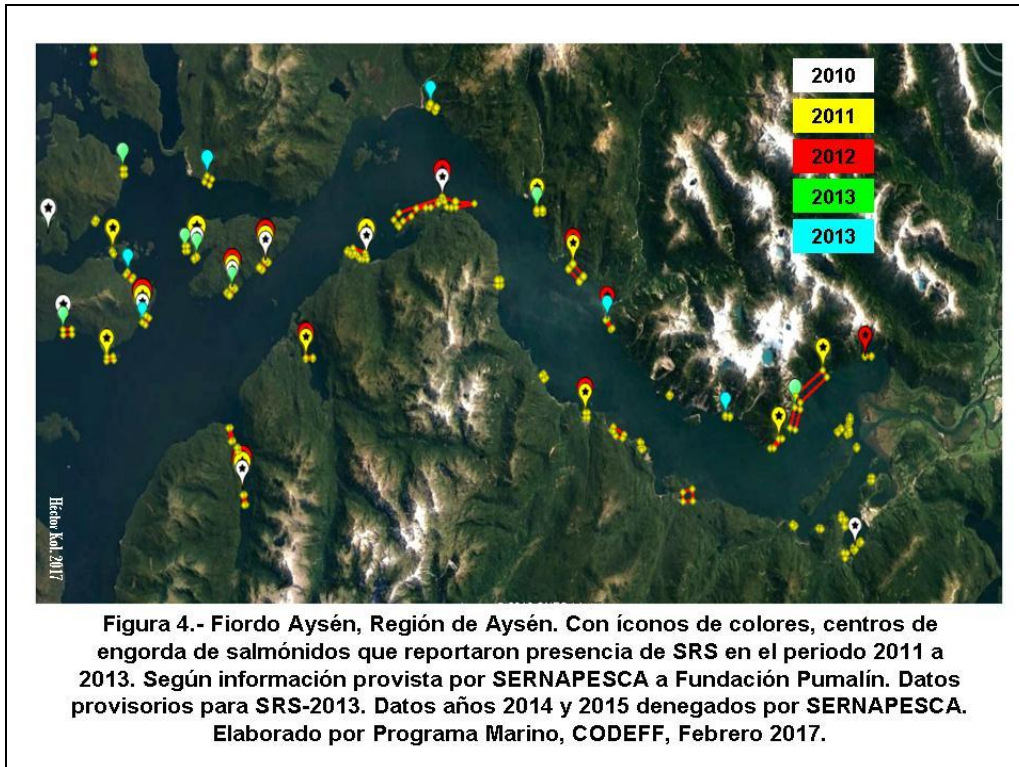 2010
2011
2012
2013
2013
Héctor Kol. 2017
Figura 4.- Fiordo Aysén, Región de Aysén. Con íconos de colores, centros de
engorda de salmónidos que reportaron presencia de SRS en el periodo 2011 a
2013. Según información provista por SERNAPESCA a Fundación Pumalín. Datos
provisorios para SRS-2013. Datos años 2014 y 2015 denegados por SERNAPESCA.
Elaborado por Programa Marino, CODEFF, Febrero 2017.